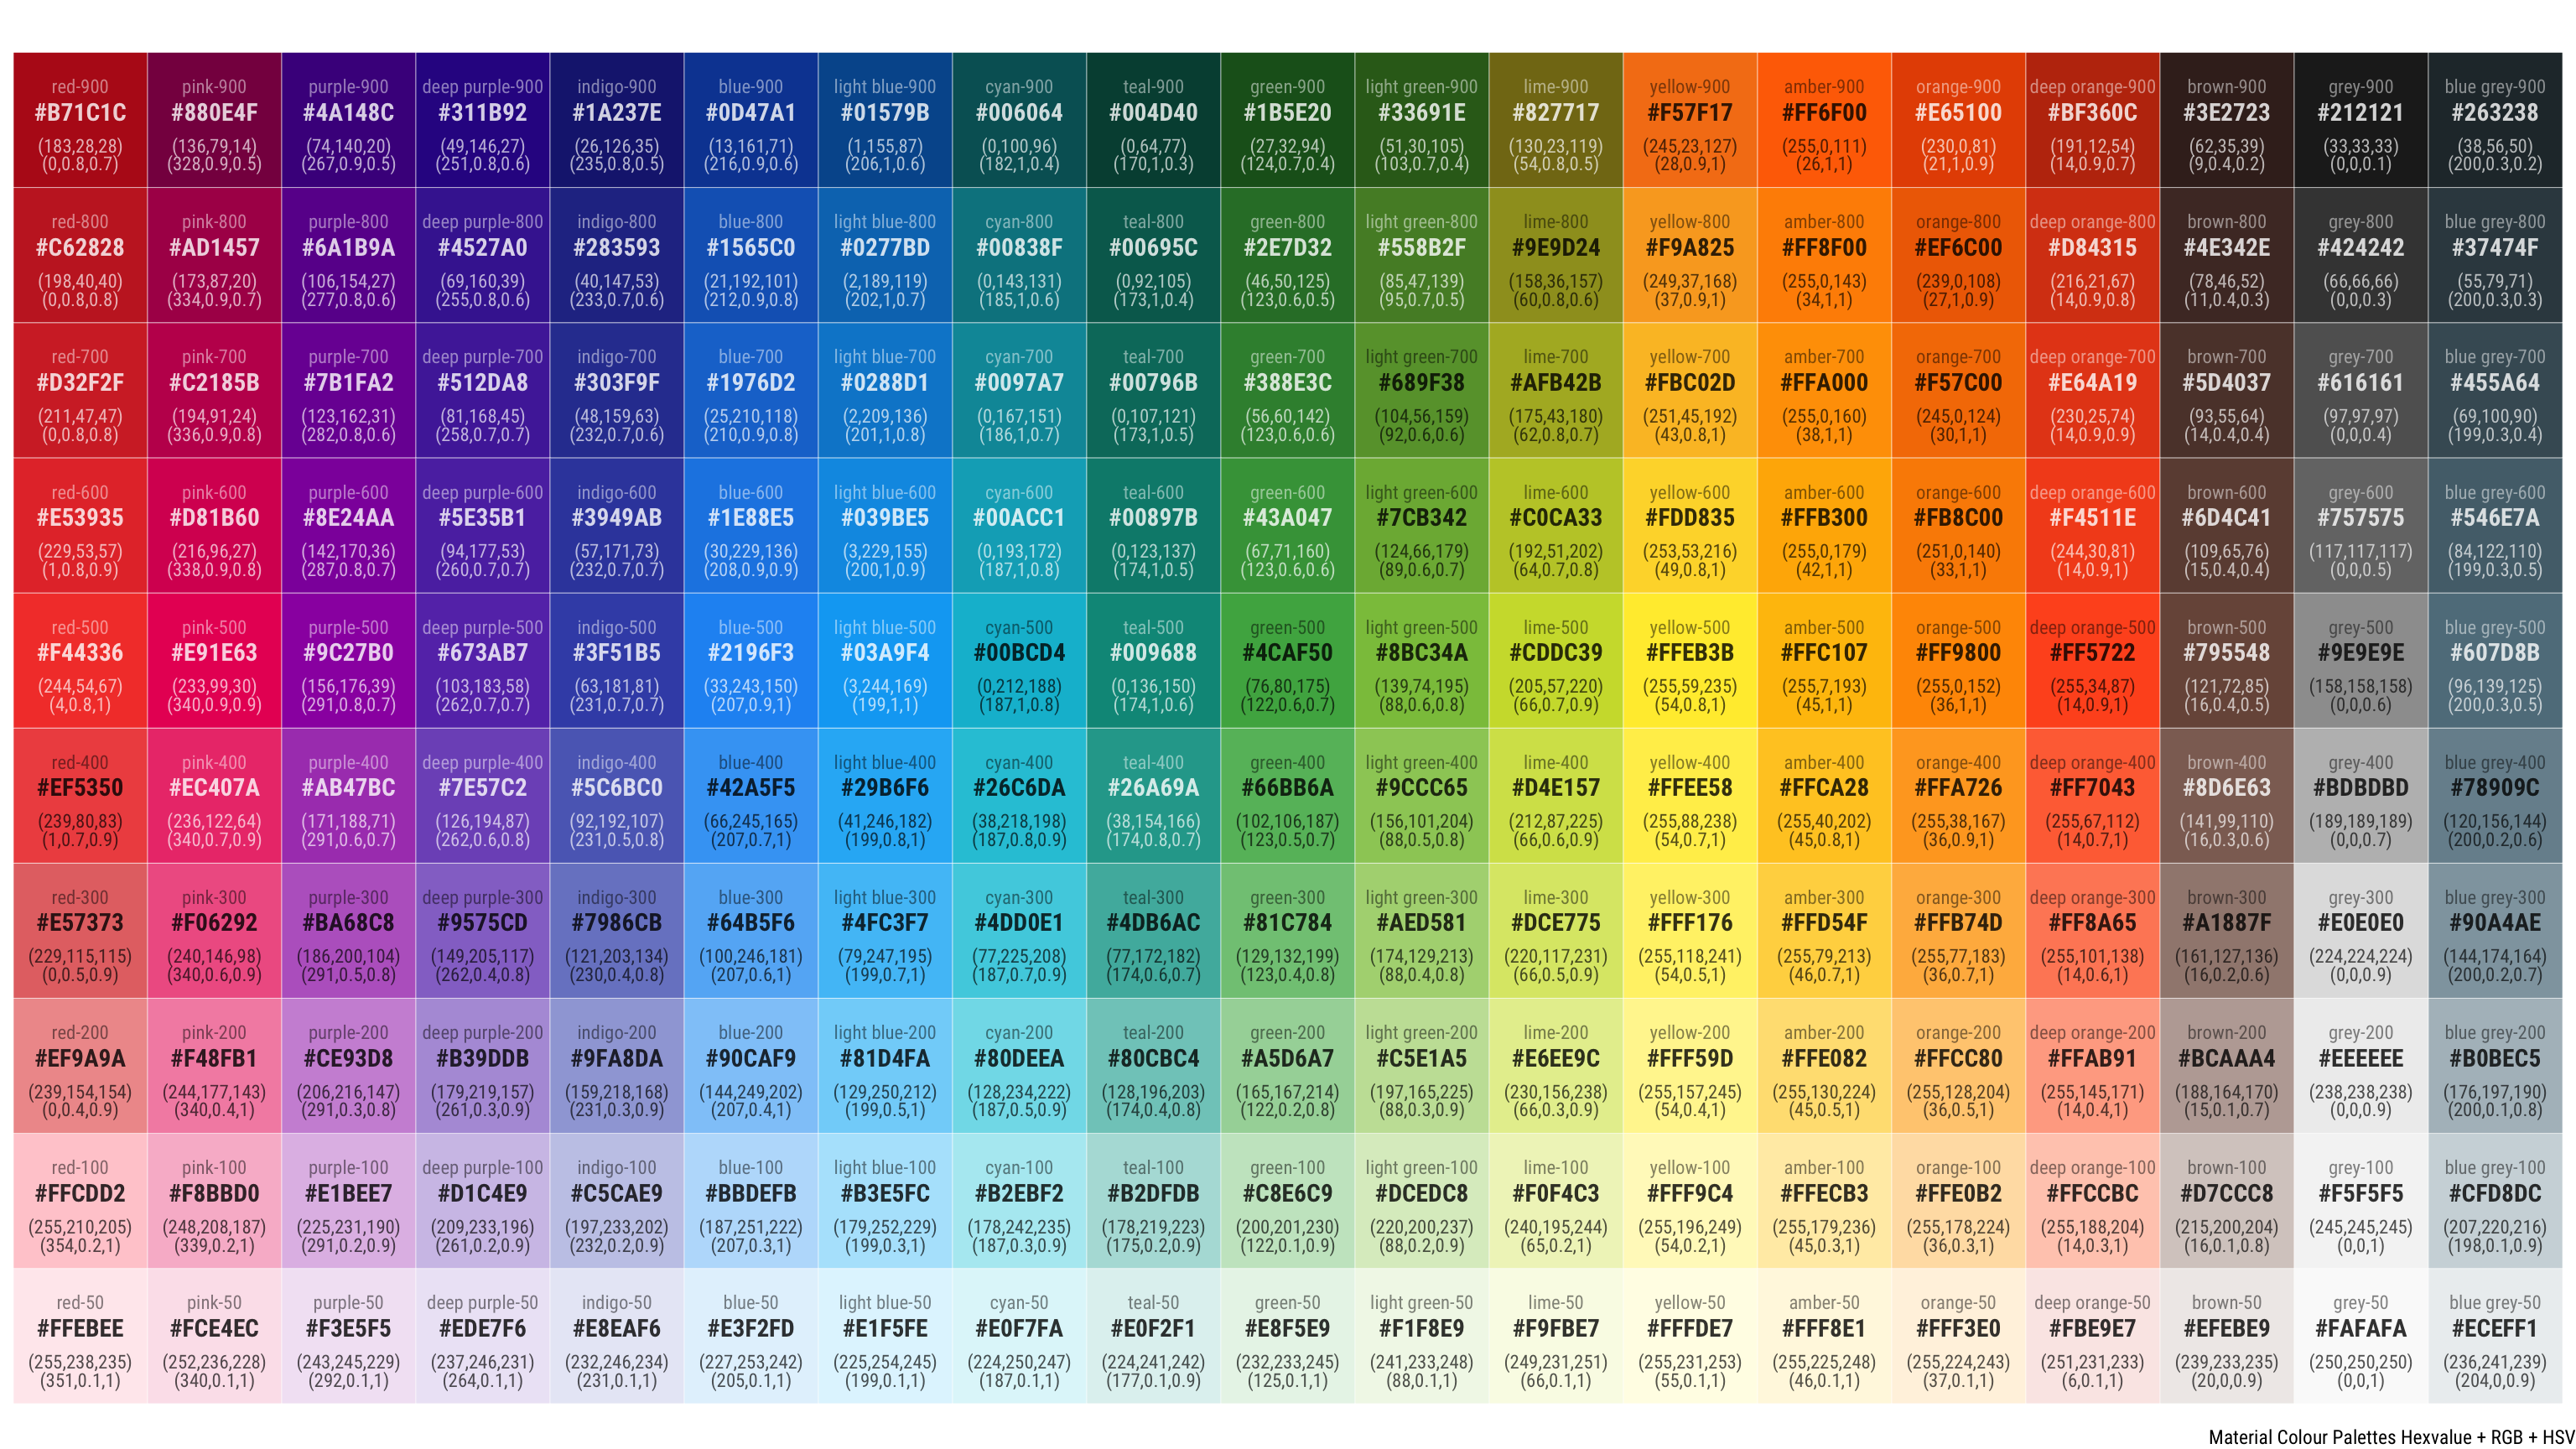 red-900 pink-900 purple-900 deep purple-900 indigo-900 blue-900 light blue-900 cyan-900 teal-900 green-900 light green-900 lime-900 yellow-900 amber-900 orange-900 deep orange-900 brown-900 grey-900 blue grey-900
#B71C1C #880E4F #4A148C #311B92 #1A237E #0D47A1 #01579B #006064 #004D40 #1B5E20 #33691E #827717 #F57F17 #FF6F00 #E65100 #BF360C #3E2723 #212121 #263238
(183,28,28) (136,79,14) (74,140,20) (49,146,27) (26,126,35) (13,161,71) (1,155,87) (0,100,96) (0,64,77) (27,32,94) (51,30,105) (130,23,119) (245,23,127) (255,0,111) (230,0,81) (191,12,54) (62,35,39) (33,33,33) (38,56,50)
(0,0.8,0.7) (328,0.9,0.5) (267,0.9,0.5) (251,0.8,0.6) (235,0.8,0.5) (216,0.9,0.6) (206,1,0.6) (182,1,0.4) (170,1,0.3) (124,0.7,0.4) (103,0.7,0.4) (54,0.8,0.5) (28,0.9,1) (26,1,1) (21,1,0.9) (14,0.9,0.7) (9,0.4,0.2) (0,0,0.1) (200,0.3,0.2)
red-800 pink-800 purple-800 deep purple-800 indigo-800 blue-800 light blue-800 cyan-800 teal-800 green-800 light green-800 lime-800 yellow-800 amber-800 orange-800 deep orange-800 brown-800 grey-800 blue grey-800
#C62828 #AD1457 #6A1B9A #4527A0 #283593 #1565C0 #0277BD #00838F #00695C #2E7D32 #558B2F #9E9D24 #F9A825 #FF8F00 #EF6C00 #D84315 #4E342E #424242 #37474F
(198,40,40) (173,87,20) (106,154,27) (69,160,39) (40,147,53) (21,192,101) (2,189,119) (0,143,131) (0,92,105) (46,50,125) (85,47,139) (158,36,157) (249,37,168) (255,0,143) (239,0,108) (216,21,67) (78,46,52) (66,66,66) (55,79,71)
(0,0.8,0.8) (334,0.9,0.7) (277,0.8,0.6) (255,0.8,0.6) (233,0.7,0.6) (212,0.9,0.8) (202,1,0.7) (185,1,0.6) (173,1,0.4) (123,0.6,0.5) (95,0.7,0.5) (60,0.8,0.6) (37,0.9,1) (34,1,1) (27,1,0.9) (14,0.9,0.8) (11,0.4,0.3) (0,0,0.3) (200,0.3,0.3)
red-700 pink-700 purple-700 deep purple-700 indigo-700 blue-700 light blue-700 cyan-700 teal-700 green-700 light green-700 lime-700 yellow-700 amber-700 orange-700 deep orange-700 brown-700 grey-700 blue grey-700
#D32F2F #C2185B #7B1FA2 #512DA8 #303F9F #1976D2 #0288D1 #0097A7 #00796B #388E3C #689F38 #AFB42B #FBC02D #FFA000 #F57C00 #E64A19 #5D4037 #616161 #455A64
(211,47,47) (194,91,24) (123,162,31) (81,168,45) (48,159,63) (25,210,118) (2,209,136) (0,167,151) (0,107,121) (56,60,142) (104,56,159) (175,43,180) (251,45,192) (255,0,160) (245,0,124) (230,25,74) (93,55,64) (97,97,97) (69,100,90)
(0,0.8,0.8) (336,0.9,0.8) (282,0.8,0.6) (258,0.7,0.7) (232,0.7,0.6) (210,0.9,0.8) (201,1,0.8) (186,1,0.7) (173,1,0.5) (123,0.6,0.6) (92,0.6,0.6) (62,0.8,0.7) (43,0.8,1) (38,1,1) (30,1,1) (14,0.9,0.9) (14,0.4,0.4) (0,0,0.4) (199,0.3,0.4)
red-600 pink-600 purple-600 deep purple-600 indigo-600 blue-600 light blue-600 cyan-600 teal-600 green-600 light green-600 lime-600 yellow-600 amber-600 orange-600 deep orange-600 brown-600 grey-600 blue grey-600
#E53935 #D81B60 #8E24AA #5E35B1 #3949AB #1E88E5 #039BE5 #00ACC1 #00897B #43A047 #7CB342 #C0CA33 #FDD835 #FFB300 #FB8C00 #F4511E #6D4C41 #757575 #546E7A
(229,53,57) (216,96,27) (142,170,36) (94,177,53) (57,171,73) (30,229,136) (3,229,155) (0,193,172) (0,123,137) (67,71,160) (124,66,179) (192,51,202) (253,53,216) (255,0,179) (251,0,140) (244,30,81) (109,65,76) (117,117,117) (84,122,110)
(1,0.8,0.9) (338,0.9,0.8) (287,0.8,0.7) (260,0.7,0.7) (232,0.7,0.7) (208,0.9,0.9) (200,1,0.9) (187,1,0.8) (174,1,0.5) (123,0.6,0.6) (89,0.6,0.7) (64,0.7,0.8) (49,0.8,1) (42,1,1) (33,1,1) (14,0.9,1) (15,0.4,0.4) (0,0,0.5) (199,0.3,0.5)
red-500 pink-500 purple-500 deep purple-500 indigo-500 blue-500 light blue-500 cyan-500 teal-500 green-500 light green-500 lime-500 yellow-500 amber-500 orange-500 deep orange-500 brown-500 grey-500 blue grey-500
#F44336 #E91E63 #9C27B0 #673AB7 #3F51B5 #2196F3 #03A9F4 #00BCD4 #009688 #4CAF50 #8BC34A #CDDC39 #FFEB3B #FFC107 #FF9800 #FF5722 #795548 #9E9E9E #607D8B
(244,54,67) (233,99,30) (156,176,39) (103,183,58) (63,181,81) (33,243,150) (3,244,169) (0,212,188) (0,136,150) (76,80,175) (139,74,195) (205,57,220) (255,59,235) (255,7,193) (255,0,152) (255,34,87) (121,72,85) (158,158,158) (96,139,125)
(4,0.8,1) (340,0.9,0.9) (291,0.8,0.7) (262,0.7,0.7) (231,0.7,0.7) (207,0.9,1) (199,1,1) (187,1,0.8) (174,1,0.6) (122,0.6,0.7) (88,0.6,0.8) (66,0.7,0.9) (54,0.8,1) (45,1,1) (36,1,1) (14,0.9,1) (16,0.4,0.5) (0,0,0.6) (200,0.3,0.5)
red-400 pink-400 purple-400 deep purple-400 indigo-400 blue-400 light blue-400 cyan-400 teal-400 green-400 light green-400 lime-400 yellow-400 amber-400 orange-400 deep orange-400 brown-400 grey-400 blue grey-400
#EF5350 #EC407A #AB47BC #7E57C2 #5C6BC0 #42A5F5 #29B6F6 #26C6DA #26A69A #66BB6A #9CCC65 #D4E157 #FFEE58 #FFCA28 #FFA726 #FF7043 #8D6E63 #BDBDBD #78909C
(239,80,83) (236,122,64) (171,188,71) (126,194,87) (92,192,107) (66,245,165) (41,246,182) (38,218,198) (38,154,166) (102,106,187) (156,101,204) (212,87,225) (255,88,238) (255,40,202) (255,38,167) (255,67,112) (141,99,110) (189,189,189) (120,156,144)
(1,0.7,0.9) (340,0.7,0.9) (291,0.6,0.7) (262,0.6,0.8) (231,0.5,0.8) (207,0.7,1) (199,0.8,1) (187,0.8,0.9) (174,0.8,0.7) (123,0.5,0.7) (88,0.5,0.8) (66,0.6,0.9) (54,0.7,1) (45,0.8,1) (36,0.9,1) (14,0.7,1) (16,0.3,0.6) (0,0,0.7) (200,0.2,0.6)
red-300 pink-300 purple-300 deep purple-300 indigo-300 blue-300 light blue-300 cyan-300 teal-300 green-300 light green-300 lime-300 yellow-300 amber-300 orange-300 deep orange-300 brown-300 grey-300 blue grey-300
#E57373 #F06292 #BA68C8 #9575CD #7986CB #64B5F6 #4FC3F7 #4DD0E1 #4DB6AC #81C784 #AED581 #DCE775 #FFF176 #FFD54F #FFB74D #FF8A65 #A1887F #E0E0E0 #90A4AE
(229,115,115) (240,146,98) (186,200,104) (149,205,117) (121,203,134) (100,246,181) (79,247,195) (77,225,208) (77,172,182) (129,132,199) (174,129,213) (220,117,231) (255,118,241) (255,79,213) (255,77,183) (255,101,138) (161,127,136) (224,224,224) (144,174,164)
(0,0.5,0.9) (340,0.6,0.9) (291,0.5,0.8) (262,0.4,0.8) (230,0.4,0.8) (207,0.6,1) (199,0.7,1) (187,0.7,0.9) (174,0.6,0.7) (123,0.4,0.8) (88,0.4,0.8) (66,0.5,0.9) (54,0.5,1) (46,0.7,1) (36,0.7,1) (14,0.6,1) (16,0.2,0.6) (0,0,0.9) (200,0.2,0.7)
red-200 pink-200 purple-200 deep purple-200 indigo-200 blue-200 light blue-200 cyan-200 teal-200 green-200 light green-200 lime-200 yellow-200 amber-200 orange-200 deep orange-200 brown-200 grey-200 blue grey-200
#EF9A9A #F48FB1 #CE93D8 #B39DDB #9FA8DA #90CAF9 #81D4FA #80DEEA #80CBC4 #A5D6A7 #C5E1A5 #E6EE9C #FFF59D #FFE082 #FFCC80 #FFAB91 #BCAAA4 #EEEEEE #B0BEC5
(239,154,154) (244,177,143) (206,216,147) (179,219,157) (159,218,168) (144,249,202) (129,250,212) (128,234,222) (128,196,203) (165,167,214) (197,165,225) (230,156,238) (255,157,245) (255,130,224) (255,128,204) (255,145,171) (188,164,170) (238,238,238) (176,197,190)
(0,0.4,0.9) (340,0.4,1) (291,0.3,0.8) (261,0.3,0.9) (231,0.3,0.9) (207,0.4,1) (199,0.5,1) (187,0.5,0.9) (174,0.4,0.8) (122,0.2,0.8) (88,0.3,0.9) (66,0.3,0.9) (54,0.4,1) (45,0.5,1) (36,0.5,1) (14,0.4,1) (15,0.1,0.7) (0,0,0.9) (200,0.1,0.8)
red-100 pink-100 purple-100 deep purple-100 indigo-100 blue-100 light blue-100 cyan-100 teal-100 green-100 light green-100 lime-100 yellow-100 amber-100 orange-100 deep orange-100 brown-100 grey-100 blue grey-100
#FFCDD2 #F8BBD0 #E1BEE7 #D1C4E9 #C5CAE9 #BBDEFB #B3E5FC #B2EBF2 #B2DFDB #C8E6C9 #DCEDC8 #F0F4C3 #FFF9C4 #FFECB3 #FFE0B2 #FFCCBC #D7CCC8 #F5F5F5 #CFD8DC
(255,210,205) (248,208,187) (225,231,190) (209,233,196) (197,233,202) (187,251,222) (179,252,229) (178,242,235) (178,219,223) (200,201,230) (220,200,237) (240,195,244) (255,196,249) (255,179,236) (255,178,224) (255,188,204) (215,200,204) (245,245,245) (207,220,216)
(354,0.2,1) (339,0.2,1) (291,0.2,0.9) (261,0.2,0.9) (232,0.2,0.9) (207,0.3,1) (199,0.3,1) (187,0.3,0.9) (175,0.2,0.9) (122,0.1,0.9) (88,0.2,0.9) (65,0.2,1) (54,0.2,1) (45,0.3,1) (36,0.3,1) (14,0.3,1) (16,0.1,0.8) (0,0,1) (198,0.1,0.9)
red-50 pink-50 purple-50 deep purple-50 indigo-50 blue-50 light blue-50 cyan-50 teal-50 green-50 light green-50 lime-50 yellow-50 amber-50 orange-50 deep orange-50 brown-50 grey-50 blue grey-50
#FFEBEE #FCE4EC #F3E5F5 #EDE7F6 #E8EAF6 #E3F2FD #E1F5FE #E0F7FA #E0F2F1 #E8F5E9 #F1F8E9 #F9FBE7 #FFFDE7 #FFF8E1 #FFF3E0 #FBE9E7 #EFEBE9 #FAFAFA #ECEFF1
(255,238,235) (252,236,228) (243,245,229) (237,246,231) (232,246,234) (227,253,242) (225,254,245) (224,250,247) (224,241,242) (232,233,245) (241,233,248) (249,231,251) (255,231,253) (255,225,248) (255,224,243) (251,231,233) (239,233,235) (250,250,250) (236,241,239)
(351,0.1,1) (340,0.1,1) (292,0.1,1) (264,0.1,1) (231,0.1,1) (205,0.1,1) (199,0.1,1) (187,0.1,1) (177,0.1,0.9) (125,0.1,1) (88,0.1,1) (66,0.1,1) (55,0.1,1) (46,0.1,1) (37,0.1,1) (6,0.1,1) (20,0,0.9) (0,0,1) (204,0,0.9)
Material Colour Palettes Hexvalue + RGB + HSV